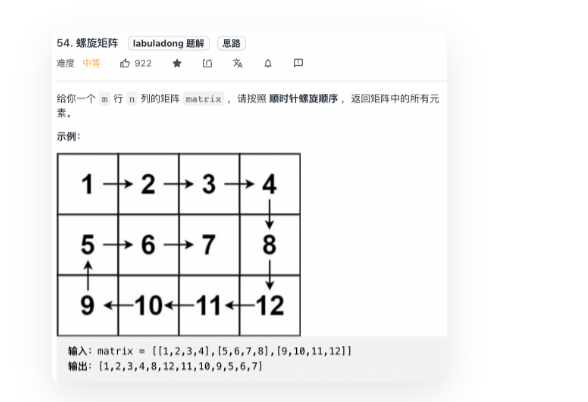 54. 螺旋矩阵 labuladong 题解 思路
难度 中等 922
给你一个 m 行 n 列的矩阵 matrix ，请按照 顺时针螺旋顺序 ，返回矩阵中的所有元
素。
示例：
1 2 3 4
5 6 7 8
9 10 11 12
输入：matrix = [[1,2,3,4],[5,6,7,8],[9,10,11,12]]
输出：[1,2,3,4,8,12,11,10,9,5,6,7]